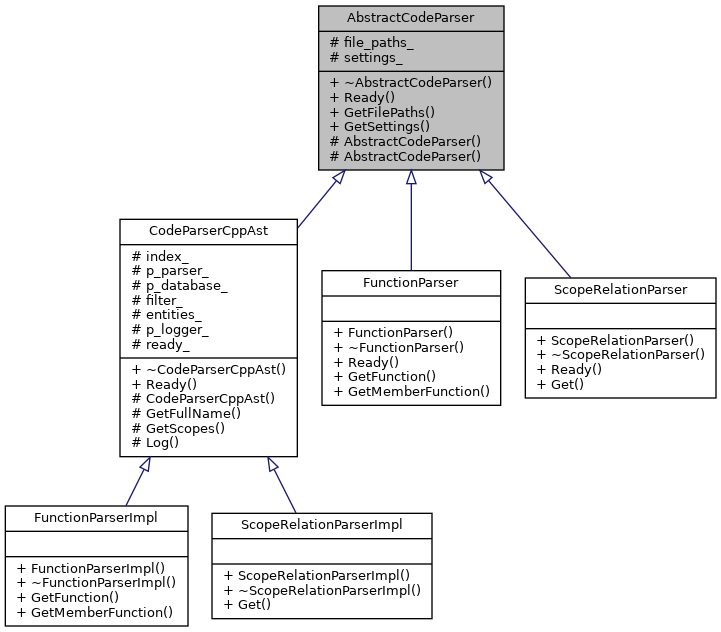 AbstractCodeParser
# file_paths_
# settings_
+ ~AbstractCodeParser()
+ Ready()
+ GetFilePaths()
+ GetSettings()
# AbstractCodeParser()
# AbstractCodeParser()
CodeParserCppAst
# index_
# p_parser_
# p_database_
# filter_
# entities_
# p_logger_
# ready_
+ ~CodeParserCppAst()
+ Ready()
# CodeParserCppAst()
# GetFullName()
# GetScopes()
# Log()
FunctionParser
+ FunctionParser()
+ ~FunctionParser()
+ Ready()
+ GetFunction()
+ GetMemberFunction()
ScopeRelationParser
+ ScopeRelationParser()
+ ~ScopeRelationParser()
+ Ready()
+ Get()
FunctionParserImpl
+ FunctionParserImpl()
+ ~FunctionParserImpl()
+ GetFunction()
+ GetMemberFunction()
ScopeRelationParserImpl
+ ScopeRelationParserImpl()
+ ~ScopeRelationParserImpl()
+ Get()